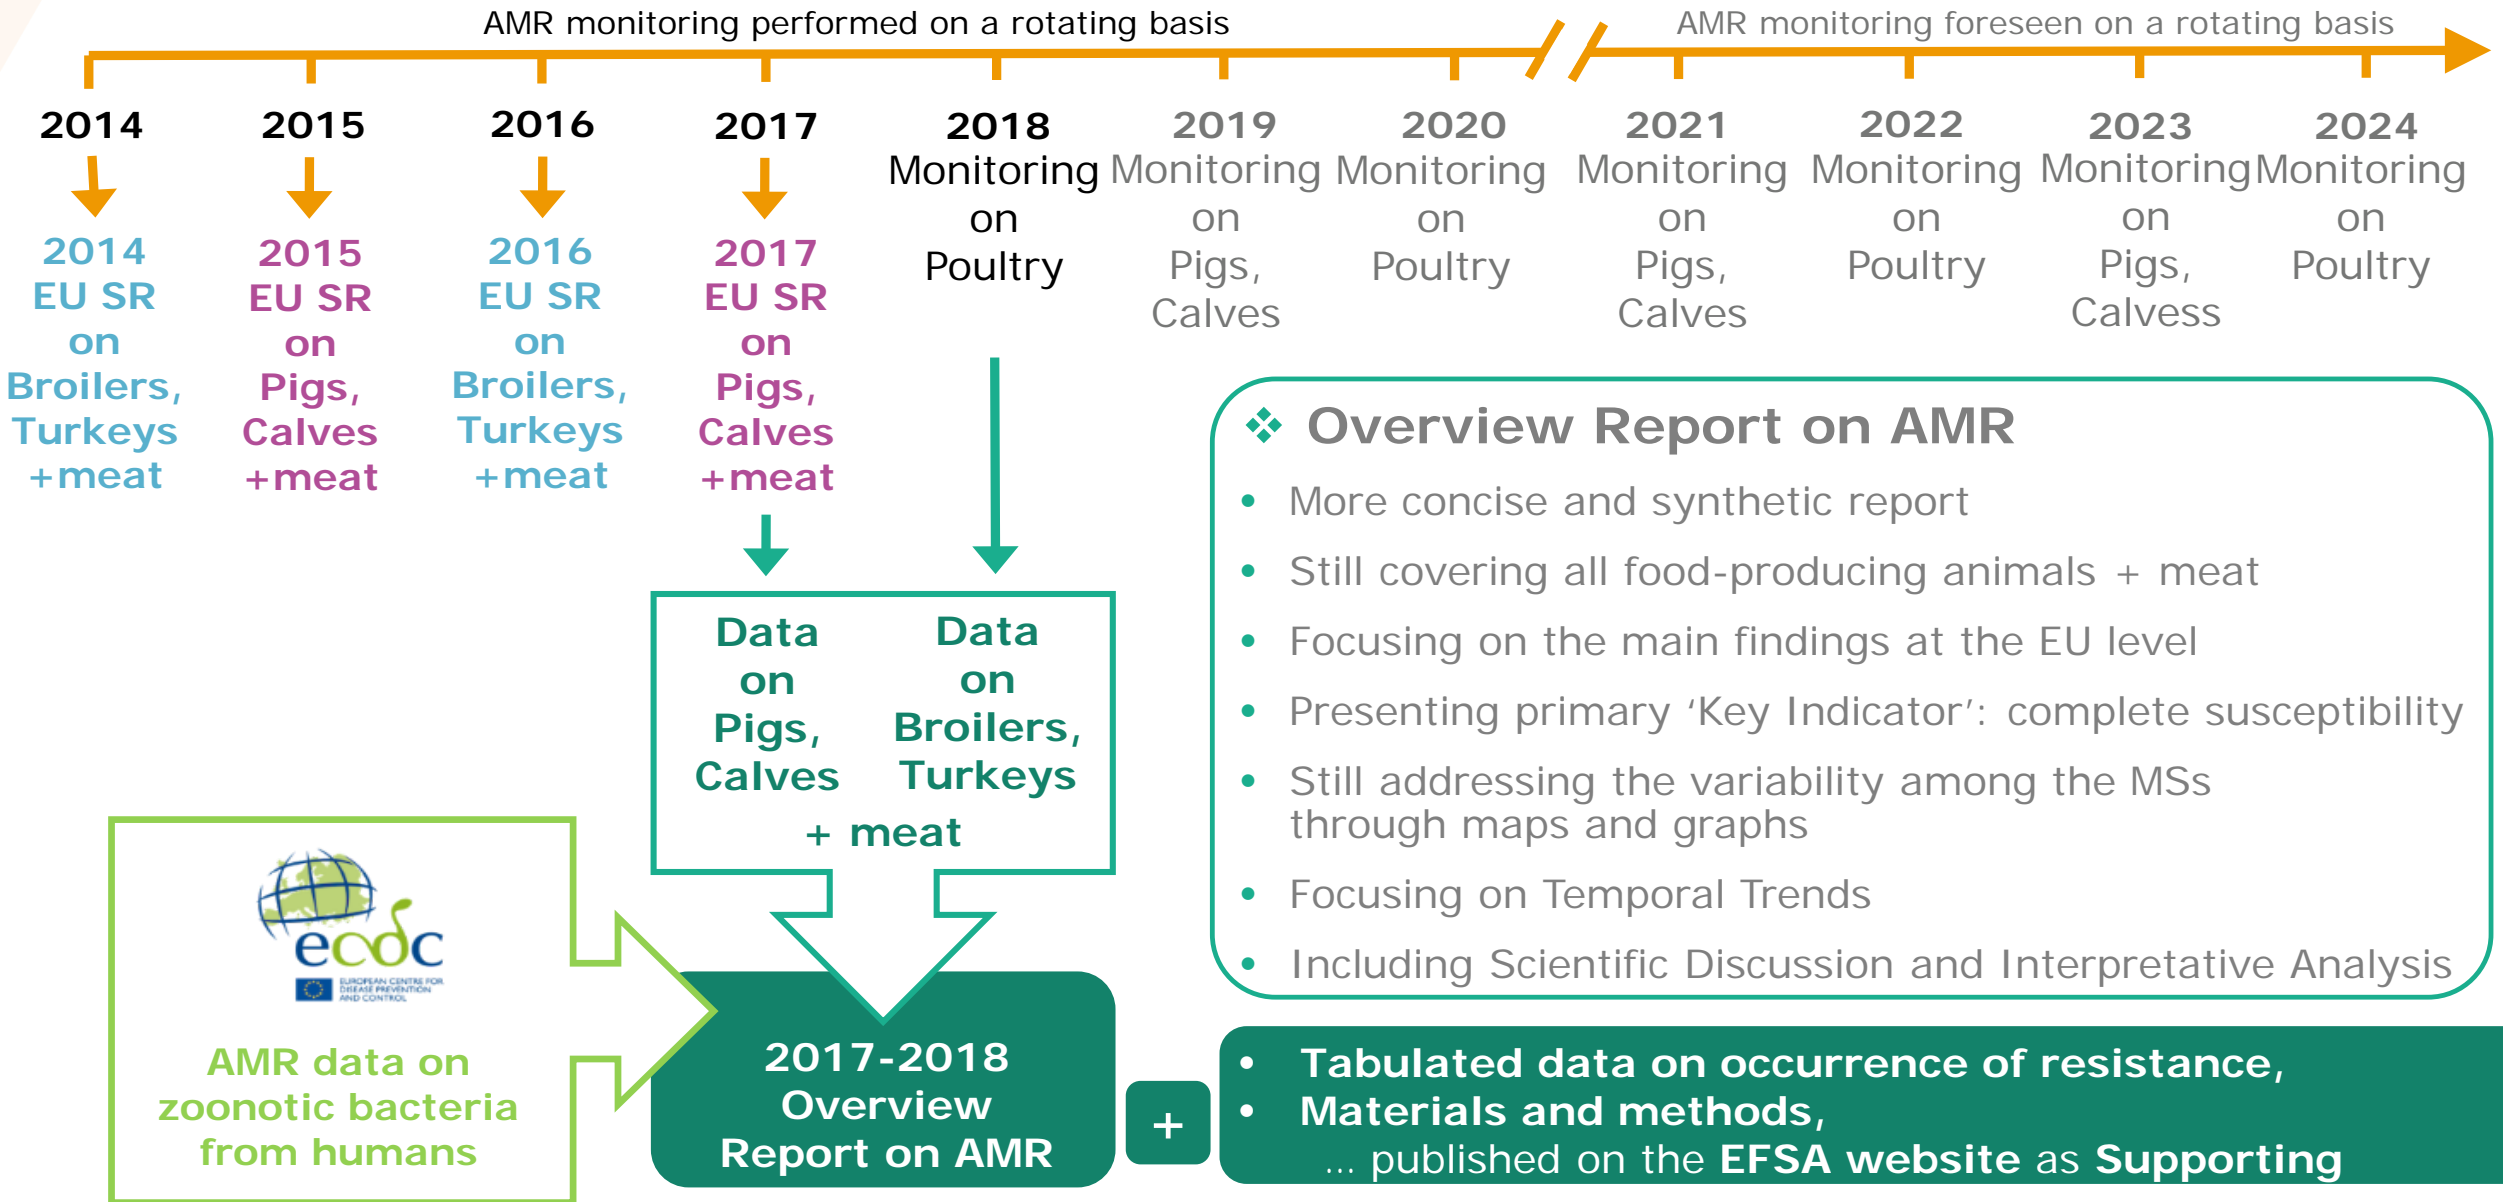 AMR monitoring performed on a rotating basis
AMR monitoring foreseen on a rotating basis
2014
2015
2016
2017
2018
Monitoring
on
Poultry
2019
Monitoring
on
Pigs,
Calves
2020
Monitoring
on
Poultry
2021
Monitoring
on
Pigs,
Calves
2022
Monitoring
on
Poultry
2023
Monitoring
on
Pigs,
Calvess
2024
Monitoring
on
Poultry
2014
EU SR
on
Broilers,
Turkeys
+meat
2015
EU SR
on
Pigs,
Calves
+meat
2016
EU SR
on
Broilers,
Turkeys
+meat
2017
EU SR
on
Pigs,
Calves
+meat
Data
on
Pigs,
Calves
Data
on
Broilers,
Turkeys
+ meat
❖ Overview Report on AMR
• More concise and synthetic report
• Still covering all food-producing animals + meat
• Focusing on the main findings at the EU level
• Presenting primary ‘Key Indicator’: complete susceptibility
• Still addressing the variability among the MSs
through maps and graphs
• Focusing on Temporal Trends
• Including Scientific Discussion and Interpretative Analysis
ecdc
EUROPEAN CENTRE FOR
DISEASE PREVENTION
AND CONTROL
AMR data on
zoonotic bacteria
from humans
2017-2018
Overview
Report on AMR
+
• Tabulated data on occurrence of resistance,
• Materials and methods,
... published on the EFSA website as Supporting